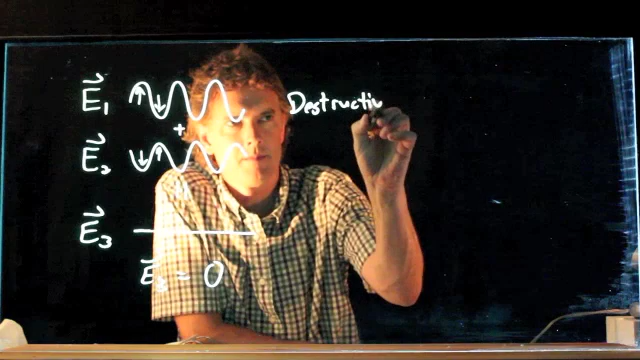 E⃗₁ Destructiv
+
E⃗₂
E⃗₃
E⃗₃ = 0